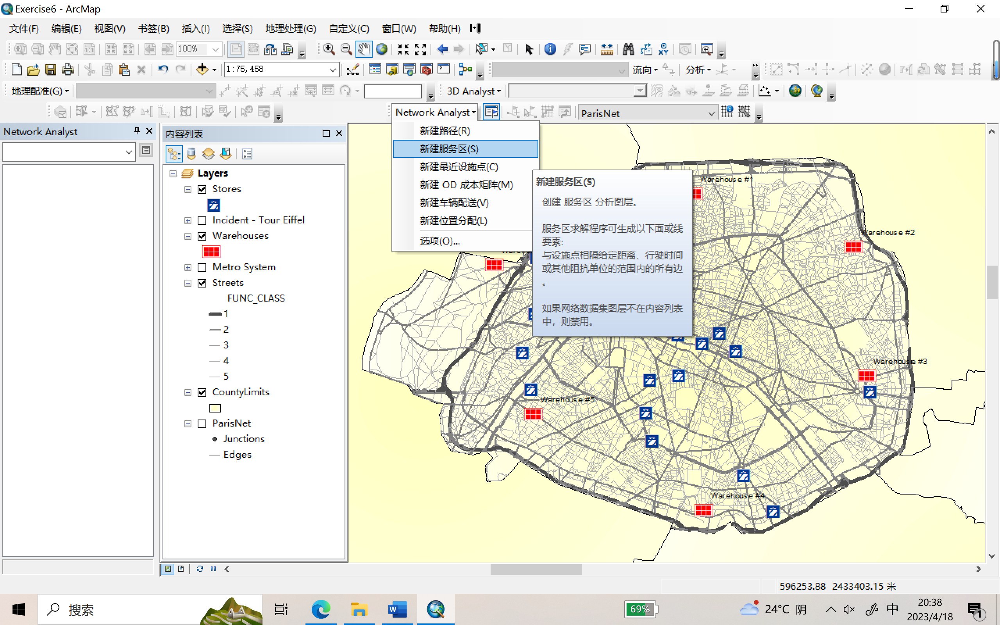 Exercise6 - ArcMap
文件(F) 编辑(E) 视图(V) 书签(B) 插入(I) 选择(S) 地理处理(G) 自定义(C) 窗口(W) 帮助(H)
100%
1:75,458
流向
分析
地理配准(G)
3D Analyst
Network Analyst
ParisNet
Network Analyst
内容列表
Layers
Stores
Incident - Tour Eiffel
Warehouses
Metro System
Streets
FUNC_CLASS
1
2
3
4
5
CountyLimits
ParisNet
Junctions
Edges
新建路径(R)
新建服务区(S)
新建最近设施点(C)
新建 OD 成本矩阵(M)
新建车辆配送(V)
新建位置分配(L)
选项(O)...
新建服务区(S)
创建 服务区 分析图层。
服务区求解程序可生成以下面或线
要素:
与设施点相隔给定距离、行驶时间
或其他阻抗单位的范围内的所有边
。
如果网络数据集图层不在内容列表
中，则禁用。
Warehouse #1
Warehouse #2
Warehouse #3
Warehouse #5
Warehouse #4
596253.88 2433403.15 米
搜索
69%
24°C 阴
中
20:38
2023/4/18
1